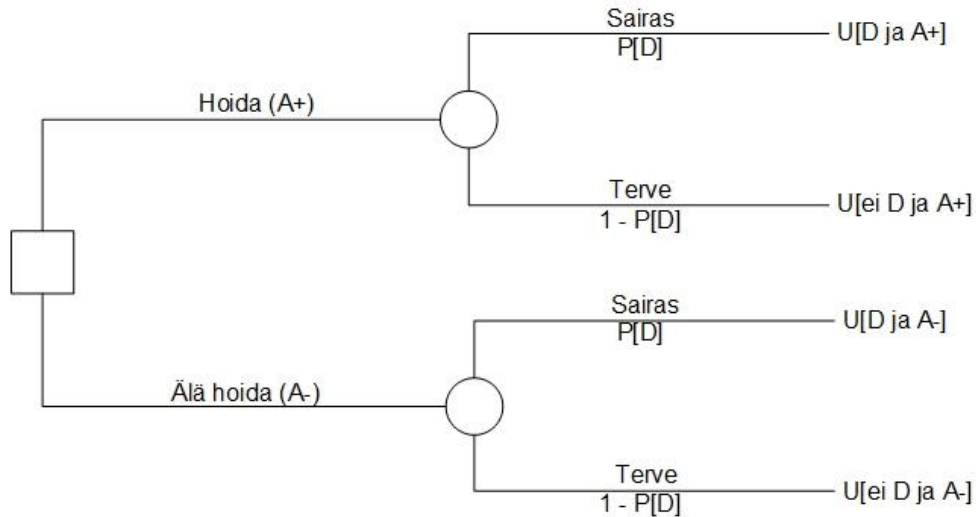 Sairas
P[D]
U[D ja A+]
Hoida (A+)
Terve
1 - P[D]
U[ei D ja A+]
Sairas
P[D]
U[D ja A-]
Älä hoida (A-)
Terve
1 - P[D]
U[ei D ja A-]